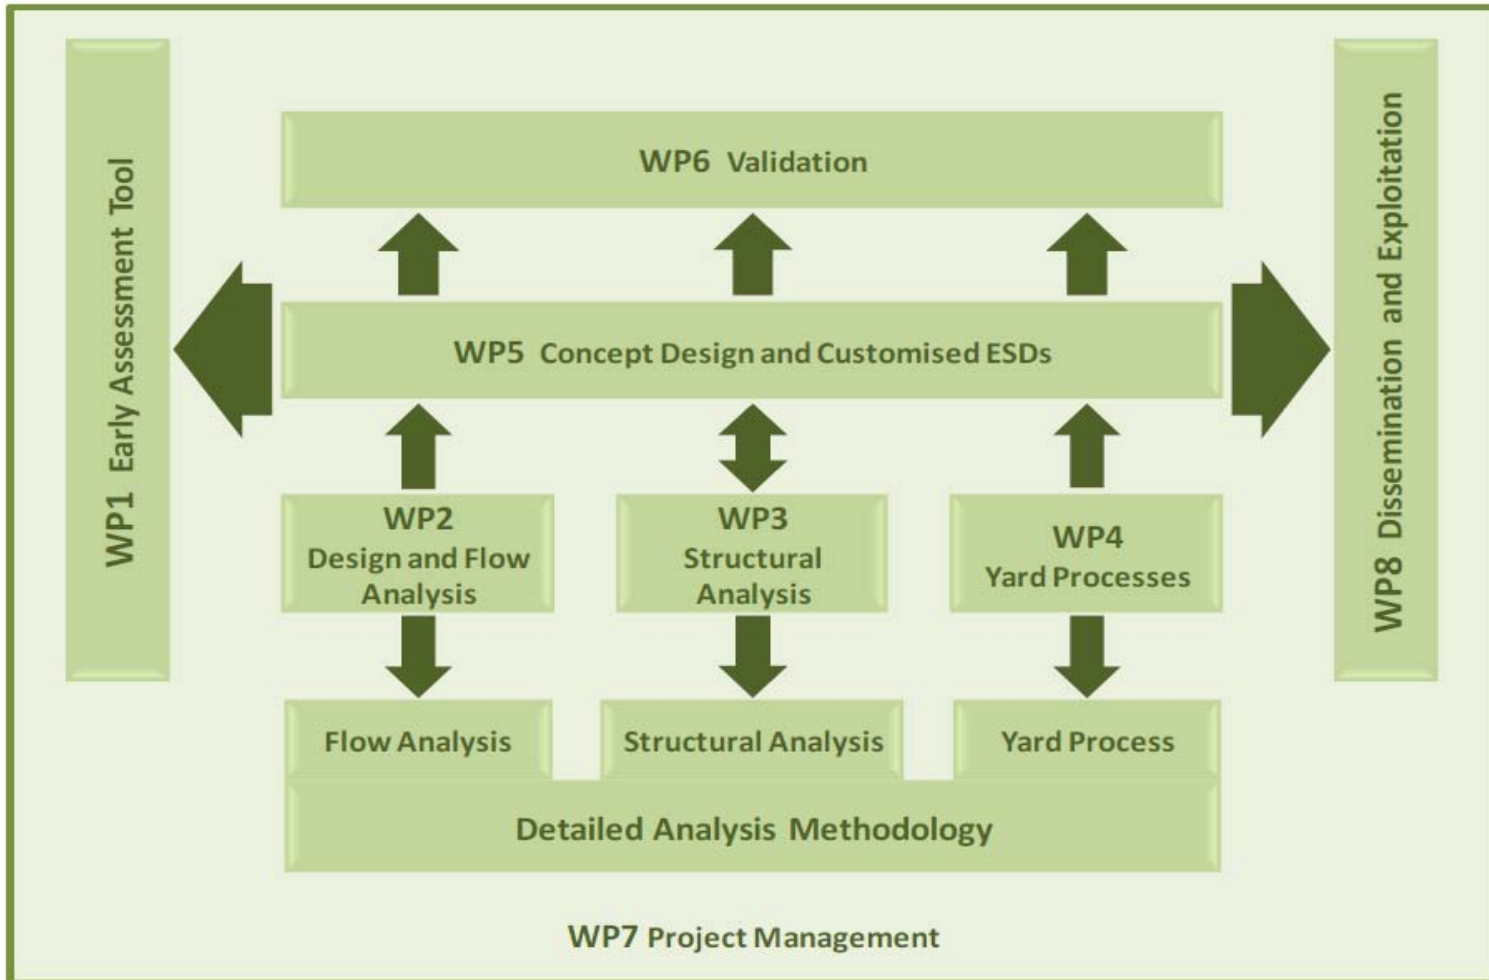 WP1 Early Assessment Tool
WP6 Validation
WP5 Concept Design and Customised ESDs
WP2
Design and Flow
Analysis
WP3
Structural
Analysis
WP4
Yard Processes
Flow Analysis
Structural Analysis
Yard Process
Detailed Analysis Methodology
WP7 Project Management
WP8 Dissemination and Exploitation